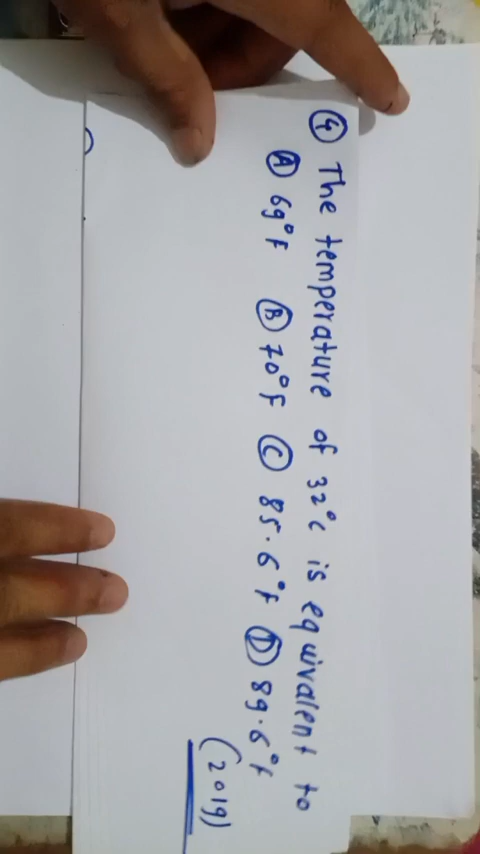 ④ The temperature of 32°C is equivalent to
Ⓐ 69°F Ⓑ 70°F Ⓒ 85.6°F Ⓓ 89.6°F
(2019)